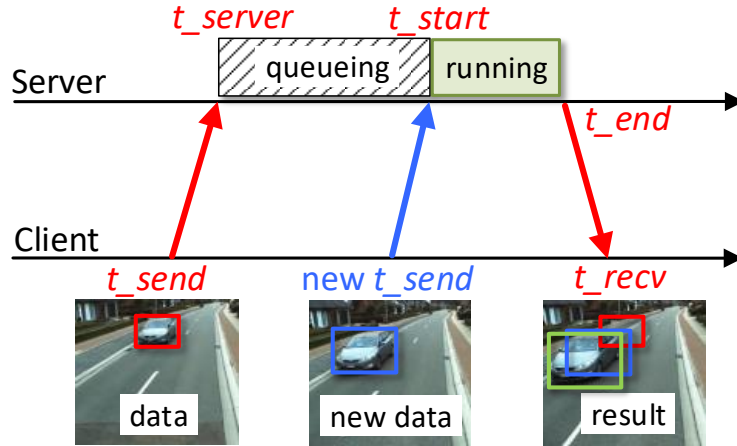 t_server
t_start
queueing
running
Server
t_end
Client
t_send
new t_send
t_recv
data
new data
result